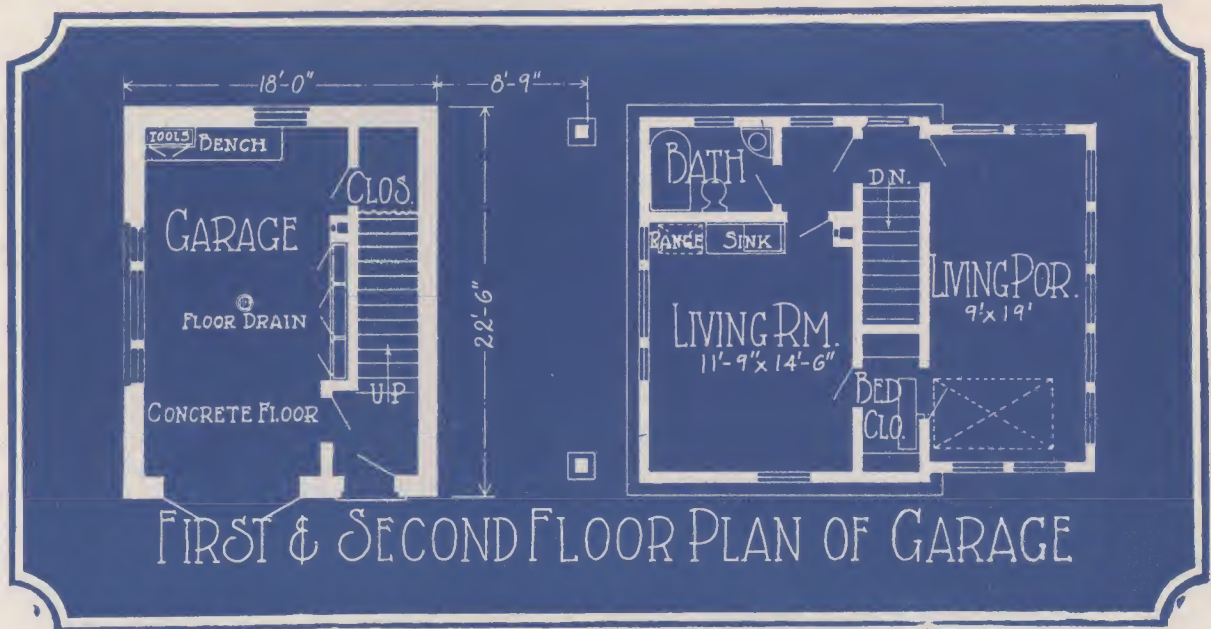 18'-0"
8'-9"
TOOLS
BENCH
CLOS.
GARAGE
FLOOR DRAIN
22'-6"
UP
CONCRETE FLOOR
BATH
D.N.
RANGE
SINK
LIVING POR.
9' x 19'
LIVING RM.
11'-9" x 14'-6"
BED
CLO.
FIRST & SECOND FLOOR PLAN OF GARAGE